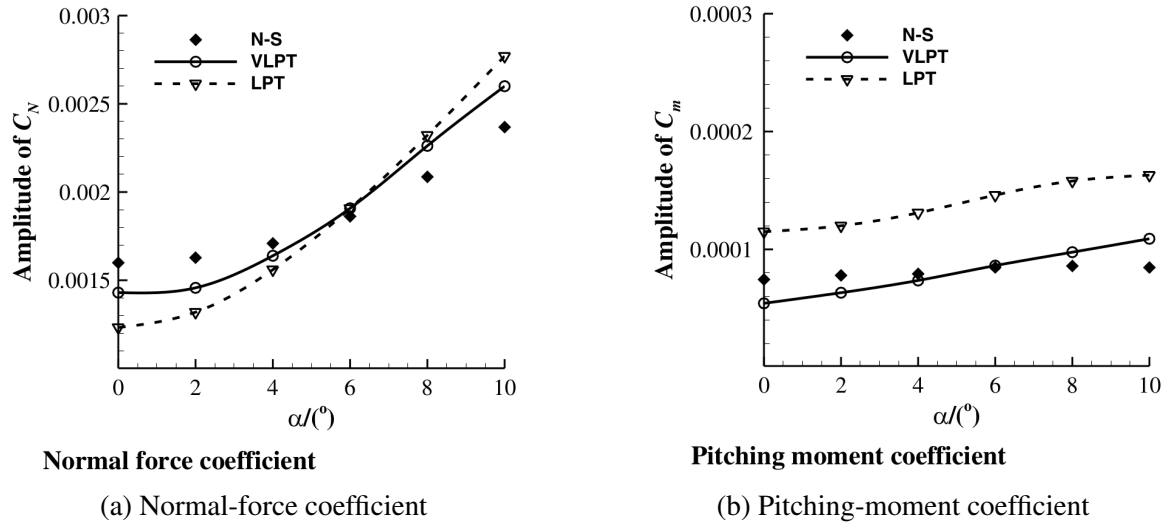 0.003
0.0025
0.002
0.0015
Amplitude of C_N
N-S
VLPT
LPT
0 2 4 6 8 10
α/(°)
Normal force coefficient
(a) Normal-force coefficient
0.0003
0.0002
0.0001
Amplitude of C_m
N-S
VLPT
LPT
0 2 4 6 8 10
α/(°)
Pitching moment coefficient
(b) Pitching-moment coefficient